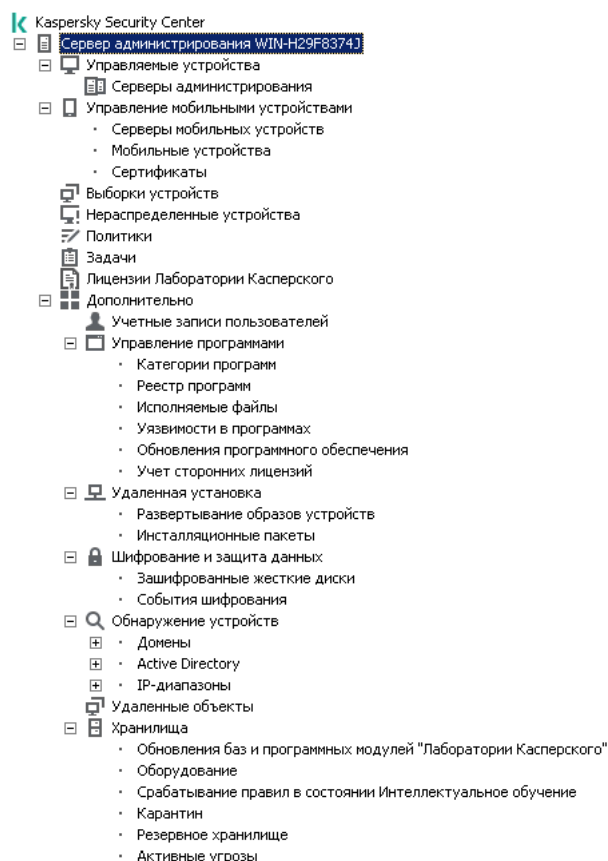 Kaspersky Security Center
Сервер администрирования WIN-H29F8374J
Управляемые устройства
Серверы администрирования
Управление мобильными устройствами
Серверы мобильных устройств
Мобильные устройства
Сертификаты
Выборки устройств
Нераспределенные устройства
Политики
Задачи
Лицензии Лаборатории Касперского
Дополнительно
Учетные записи пользователей
Управление программами
Категории программ
Реестр программ
Исполняемые файлы
Уязвимости в программах
Обновления программного обеспечения
Учет сторонних лицензий
Удаленная установка
Развертывание образов устройств
Инсталляционные пакеты
Шифрование и защита данных
Зашифрованные жесткие диски
События шифрования
Обнаружение устройств
Домены
Active Directory
IP-диапазоны
Удаленные объекты
Хранилища
Обновления баз и программных модулей "Лаборатории Касперского"
Оборудование
Срабатывание правил в состоянии Интеллектуальное обучение
Карантин
Резервное хранилище
Активные угрозы